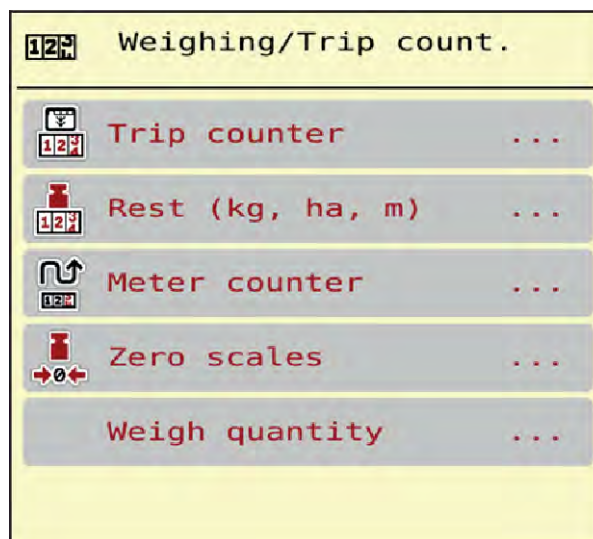 Weighing/Trip count.
Trip counter ...
Rest (kg, ha, m) ...
Meter counter ...
Zero scales ...
Weigh quantity ...